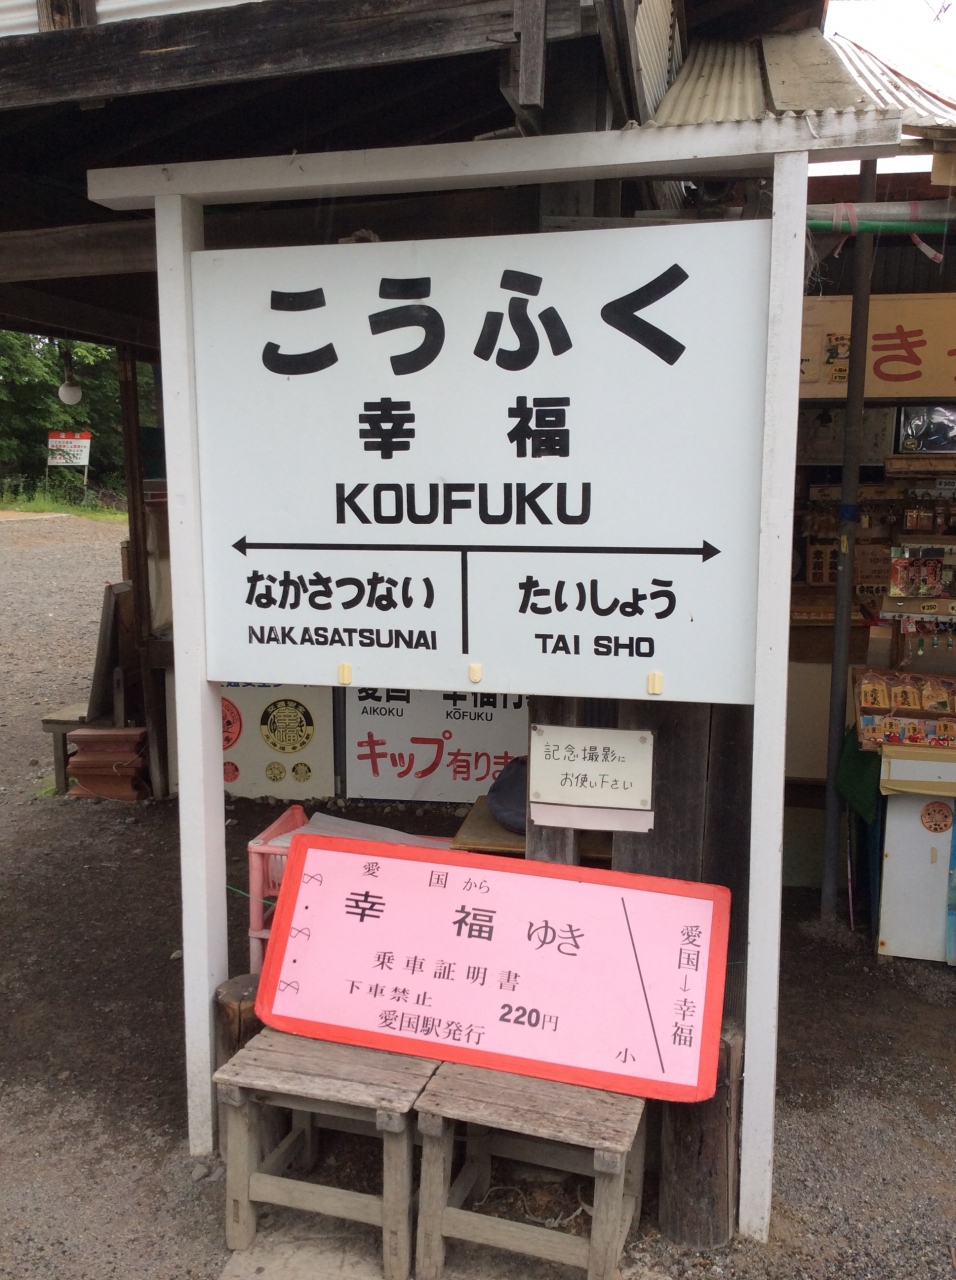 こうふく
幸 福
KOUFUKU
なかさつない たいしょう
NAKASATSUNAI TAI SHO
愛国 幸福行
AIKOKU KŌFUKU
キップ有りま
記念撮影に
お使い下さい
愛 国 から
幸 福 ゆき
乗車証明書
下車禁止 220円
愛国駅発行
小
愛国→幸福
き